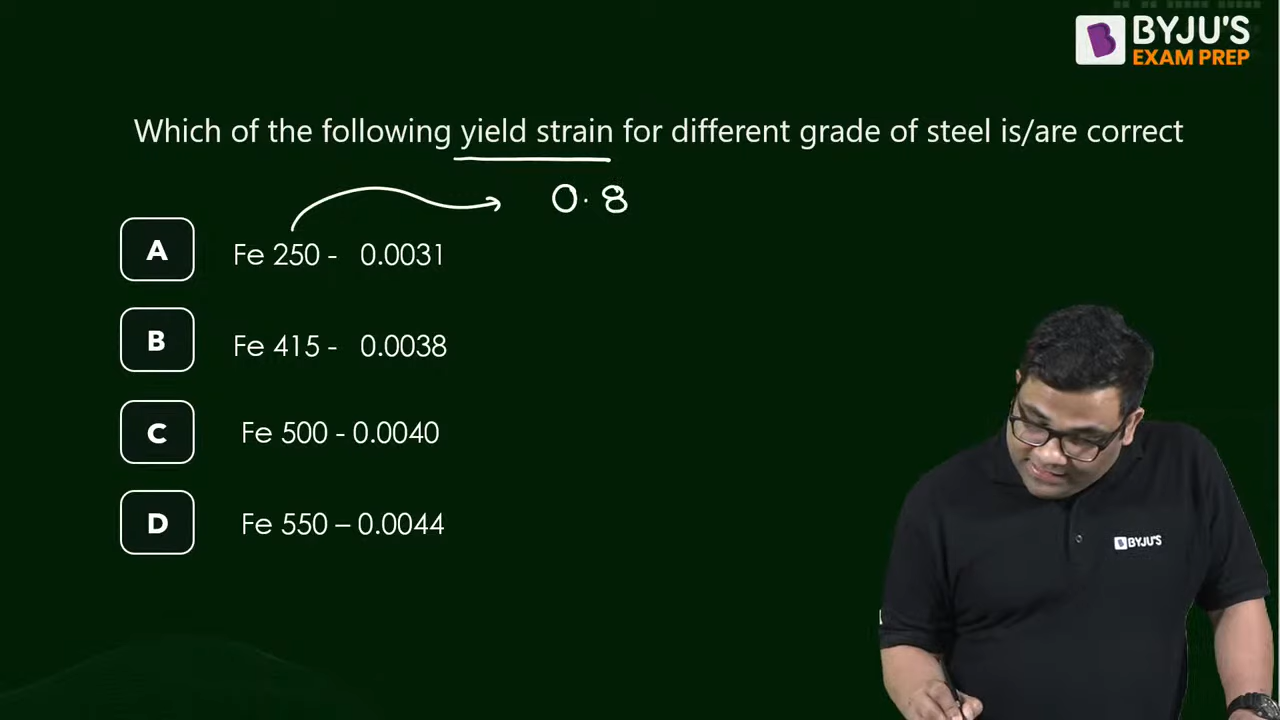 BYJU'S
EXAM PREP
Which of the following yield strain for different grade of steel is/are correct
0.8
A Fe 250 - 0.0031
B Fe 415 - 0.0038
C Fe 500 - 0.0040
D Fe 550 – 0.0044
BYJU'S